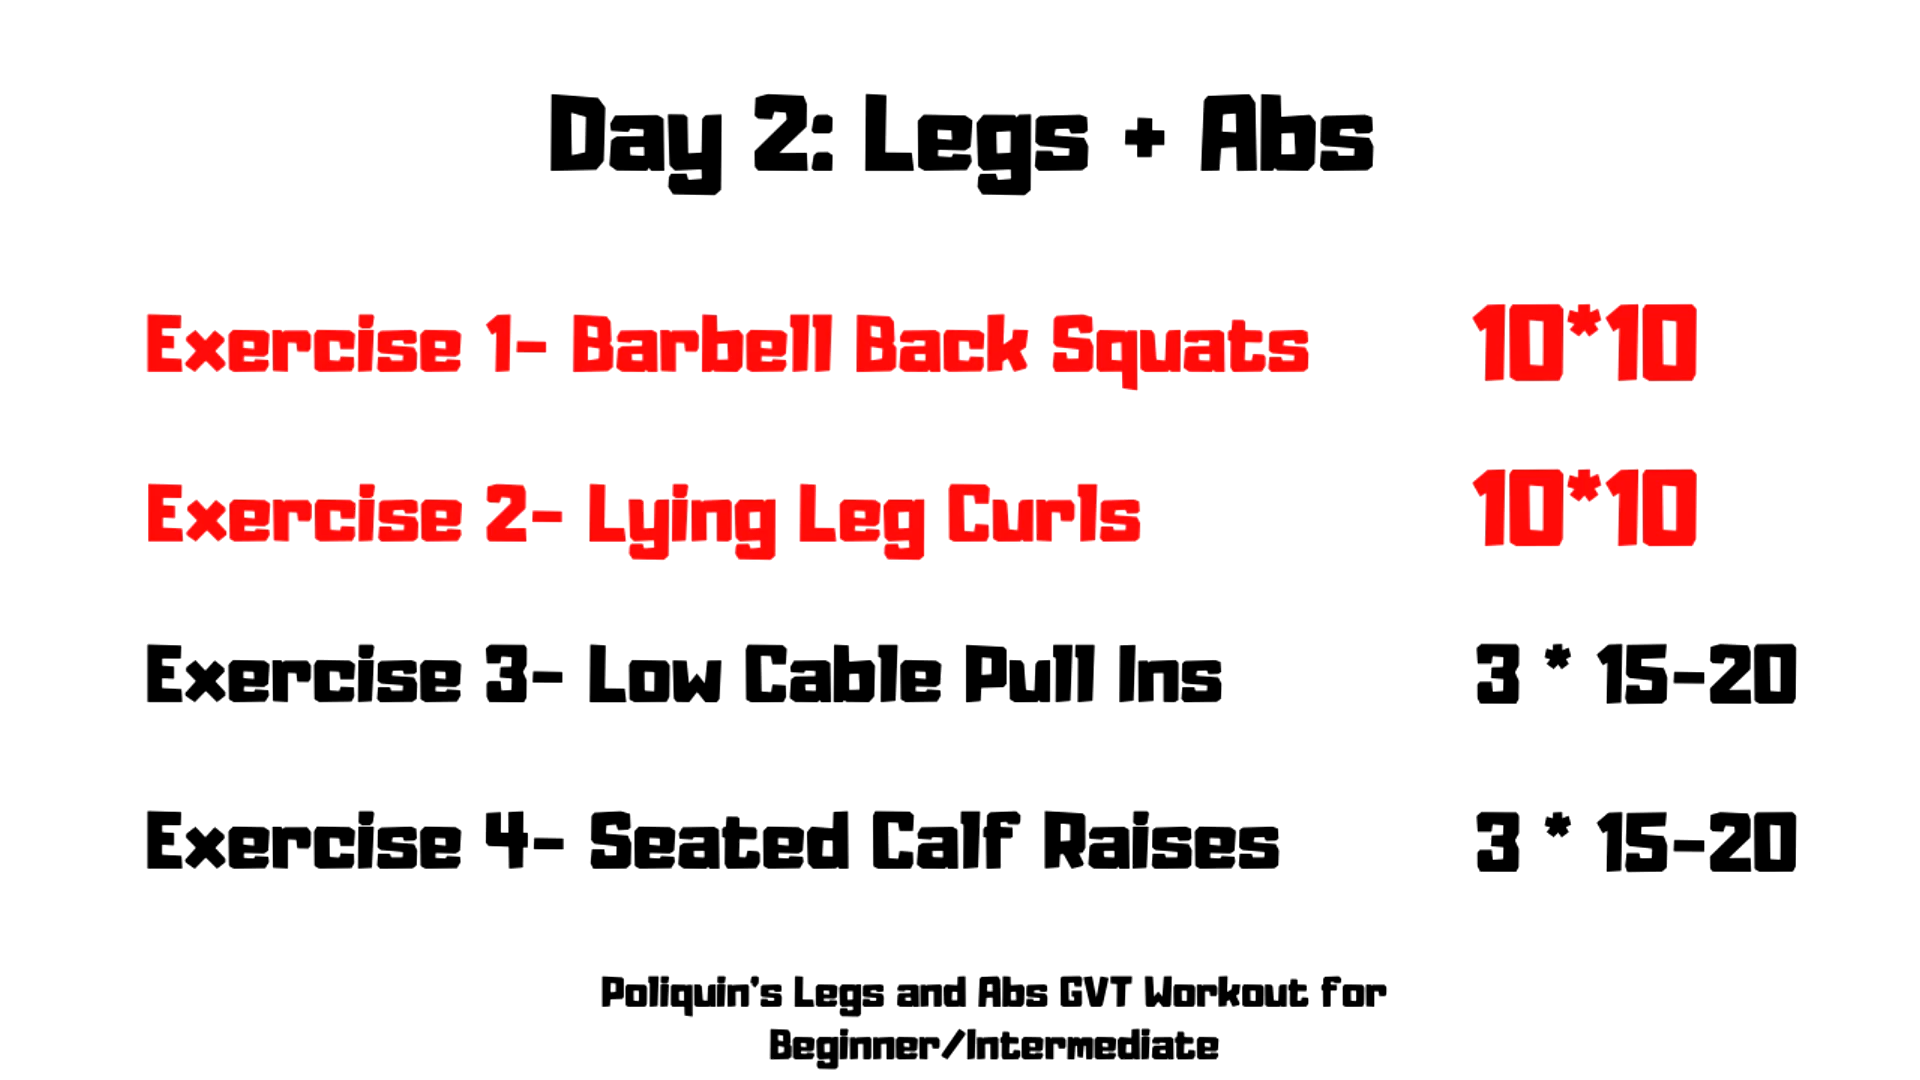 Day 2: Legs + Abs
Exercise 1- Barbell Back Squats 10*10
Exercise 2- Lying Leg Curls 10*10
Exercise 3- Low Cable Pull Ins 3 * 15-20
Exercise 4- Seated Calf Raises 3 * 15-20
Poliquin's Legs and Abs GVT Workout for
Beginner/Intermediate